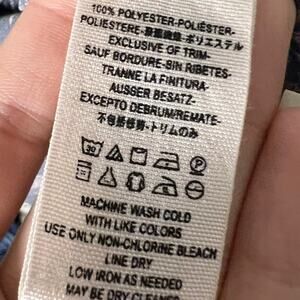 100% POLYESTER-POLIÉSTER-
EXCLUSIVE OF TRIM-
SAUF BORDURE-SIN RIBETES-
TRANNE LA FINITURA-
AUSSER BESATZ-
EXCEPTO DEBRUM/REMATE-
30
P
MACHINE WASH COLD
WITH LIKE COLORS
USE ONLY NON-CHLORINE BLEACH
LINE DRY
LOW IRON AS NEEDED
MAY BE DRY CLEANED